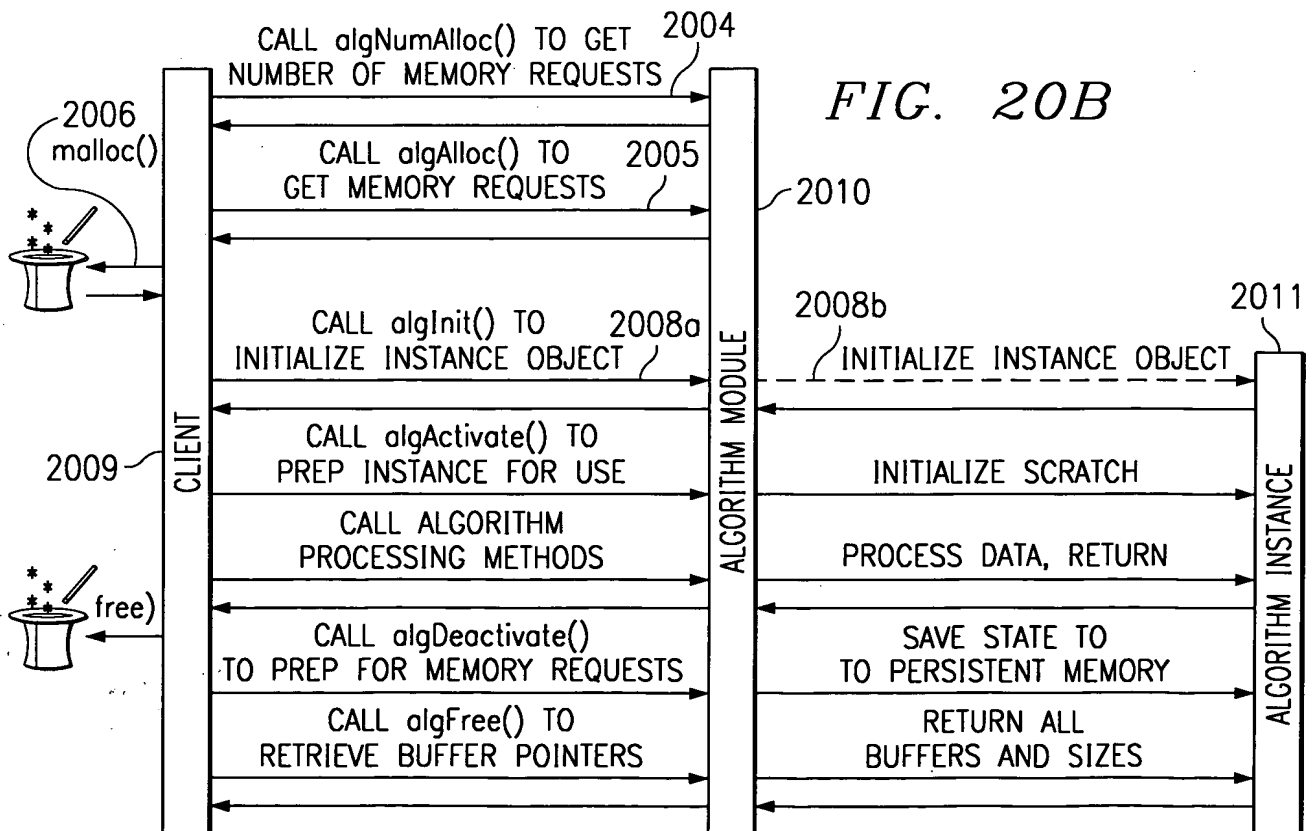 CALL algNumAlloc() TO GET
NUMBER OF MEMORY REQUESTS
2004
FIG. 20B
2006
malloc()
CALL algAlloc() TO
GET MEMORY REQUESTS
2005
2010
CALL algInit() TO
INITIALIZE INSTANCE OBJECT
2008a
2008b
INITIALIZE INSTANCE OBJECT
2011
2009
CLIENT
ALGORITHM MODULE
ALGORITHM INSTANCE
CALL algActivate() TO
PREP INSTANCE FOR USE
INITIALIZE SCRATCH
CALL ALGORITHM
PROCESSING METHODS
PROCESS DATA, RETURN
free)
CALL algDeactivate()
TO PREP FOR MEMORY REQUESTS
SAVE STATE TO
TO PERSISTENT MEMORY
CALL algFree() TO
RETRIEVE BUFFER POINTERS
RETURN ALL
BUFFERS AND SIZES